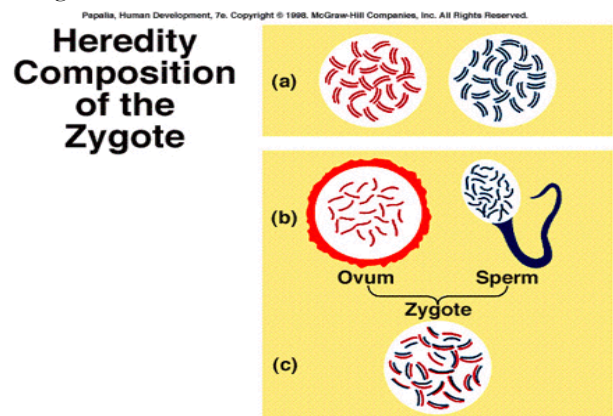 Papalia, Human Development, 7e. Copyright © 1998. McGraw-Hill Companies, Inc. All Rights Reserved.
Heredity
Composition
of the
Zygote
(a)
(b)
Ovum Sperm
Zygote
(c)